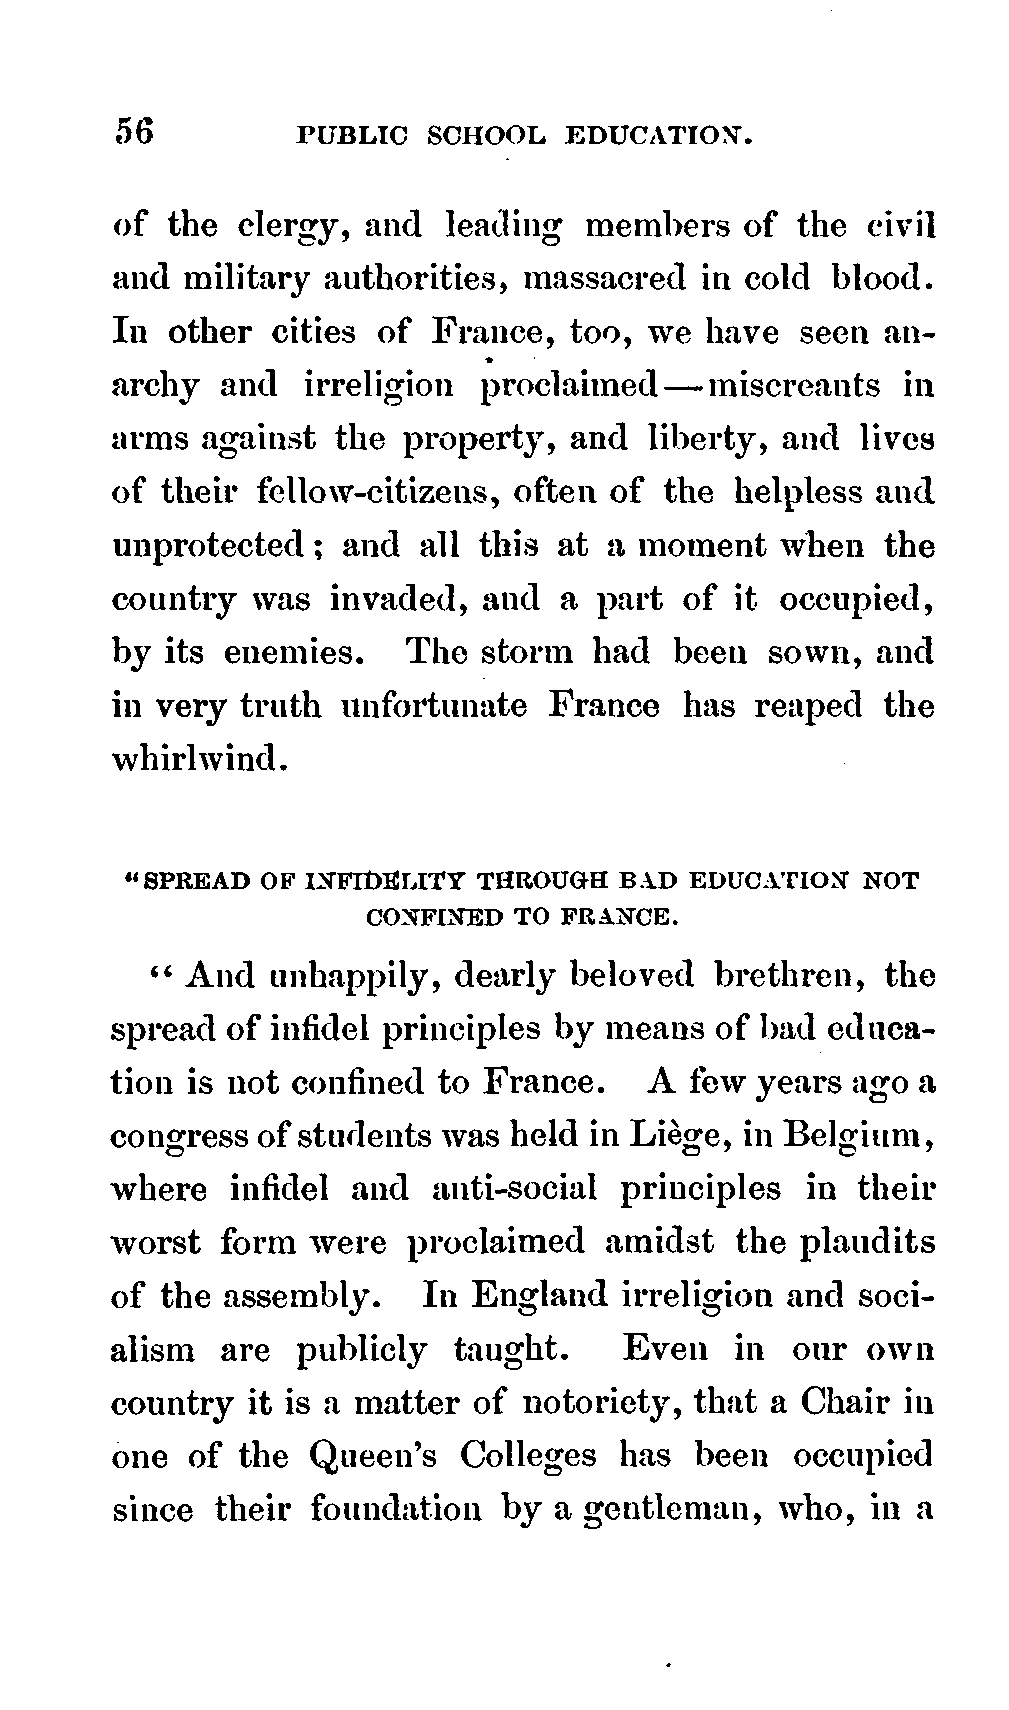 56 PUBLIC SCHOOL EDUCATION.
of the clergy, and leading members of the civil
and military authorities, massacred in cold blood.
In other cities of France, too, we have seen an-
archy and irreligion proclaimed—miscreants in
arms against the property, and liberty, and lives
of their fellow-citizens, often of the helpless and
unprotected; and all this at a moment when the
country was invaded, and a part of it occupied,
by its enemies. The storm had been sown, and
in very truth unfortunate France has reaped the
whirlwind.
"SPREAD OF INFIDELITY THROUGH BAD EDUCATION NOT
CONFINED TO FRANCE.
"And unhappily, dearly beloved brethren, the
spread of infidel principles by means of bad educa-
tion is not confined to France. A few years ago a
congress of students was held in Liège, in Belgium,
where infidel and anti-social principles in their
worst form were proclaimed amidst the plaudits
of the assembly. In England irreligion and soci-
alism are publicly taught. Even in our own
country it is a matter of notoriety, that a Chair in
one of the Queen's Colleges has been occupied
since their foundation by a gentleman, who, in a